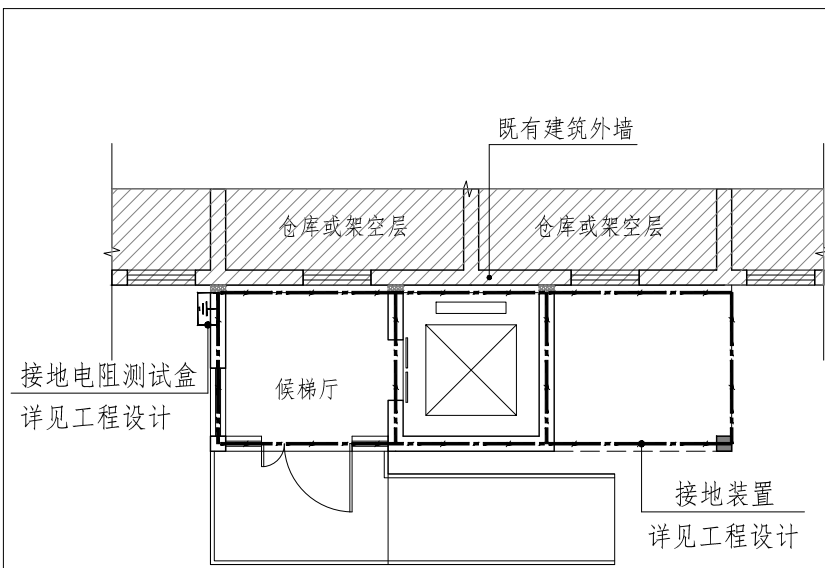 既有建筑外墙
仓库或架空层
仓库或架空层
接地电阻测试盒
详见工程设计
候梯厅
接地装置
详见工程设计